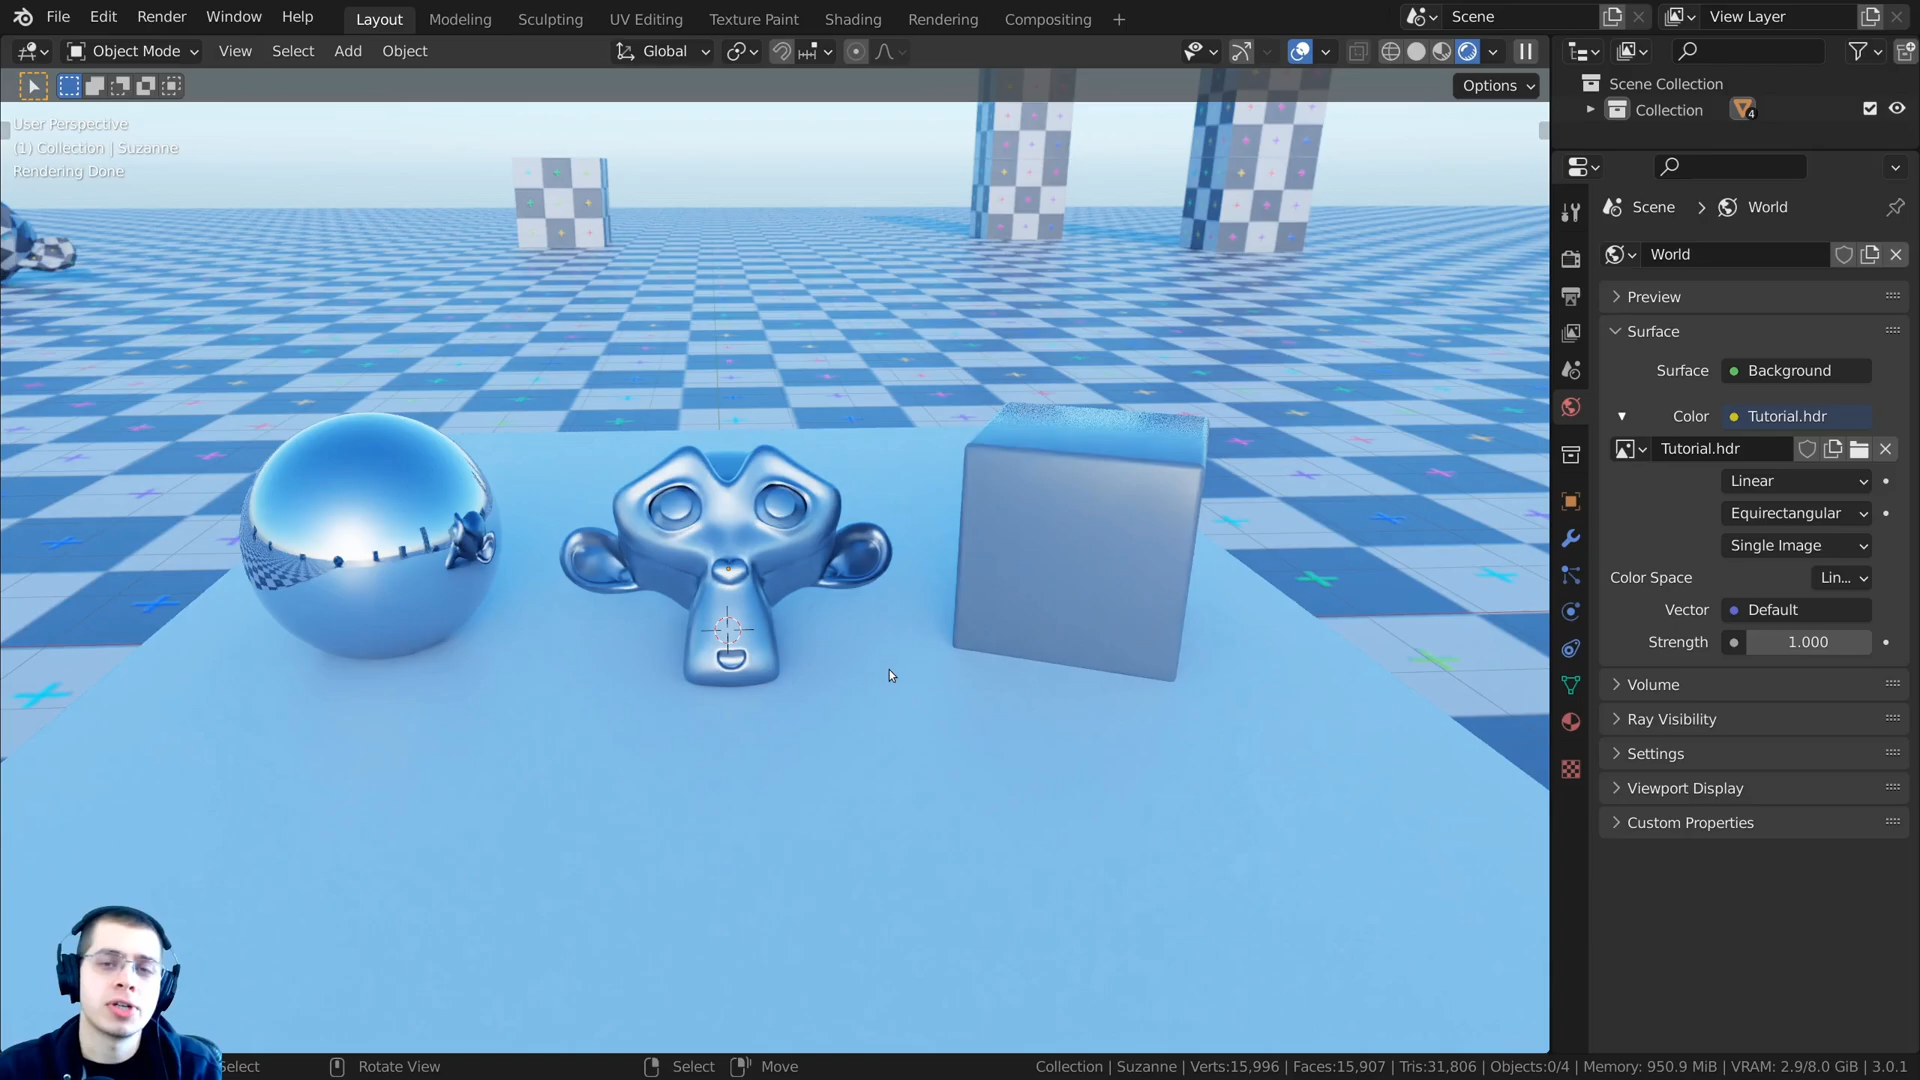 File Edit Render Window Help Layout Modeling Sculpting UV Editing Texture Paint Shading Rendering Compositing + Scene View Layer
Object Mode View Select Add Object Global
Options
User Perspective
(1) Collection | Suzanne
Rendering Done
Scene Collection
Collection 4
Scene > World
World
Preview
Surface
Surface Background
Color Tutorial.hdr
Tutorial.hdr
Linear
Equirectangular
Single Image
Color Space Lin...
Vector Default
Strength 1.000
Volume
Ray Visibility
Settings
Viewport Display
Custom Properties
Select Rotate View Select Move Collection | Suzanne | Verts:15,996 | Faces:15,907 | Tris:31,806 | Objects:0/4 | Memory: 950.9 MiB | VRAM: 2.9/8.0 GiB | 3.0.1